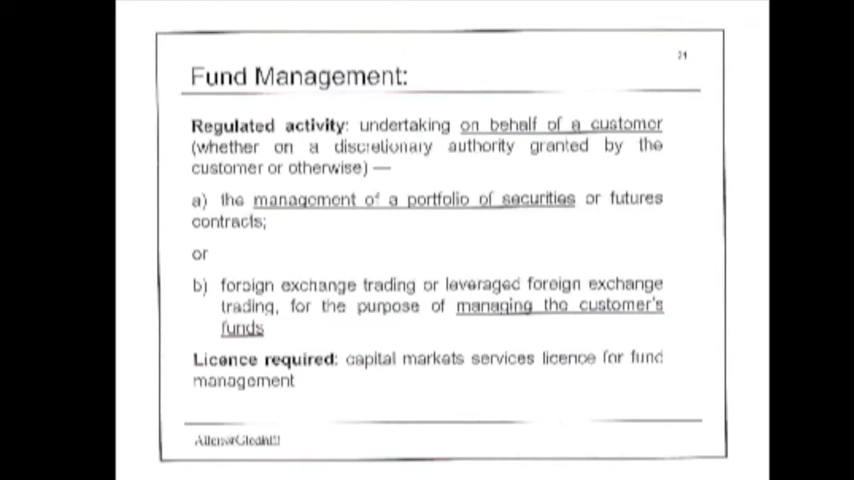 21
Fund Management:
Regulated activity: undertaking on behalf of a customer
(whether on a discretionary authority granted by the
customer or otherwise) —
a) the management of a portfolio of securities or futures
contracts;
or
b) foreign exchange trading or leveraged foreign exchange
trading, for the purpose of managing the customer's
funds
Licence required: capital markets services licence for fund
management